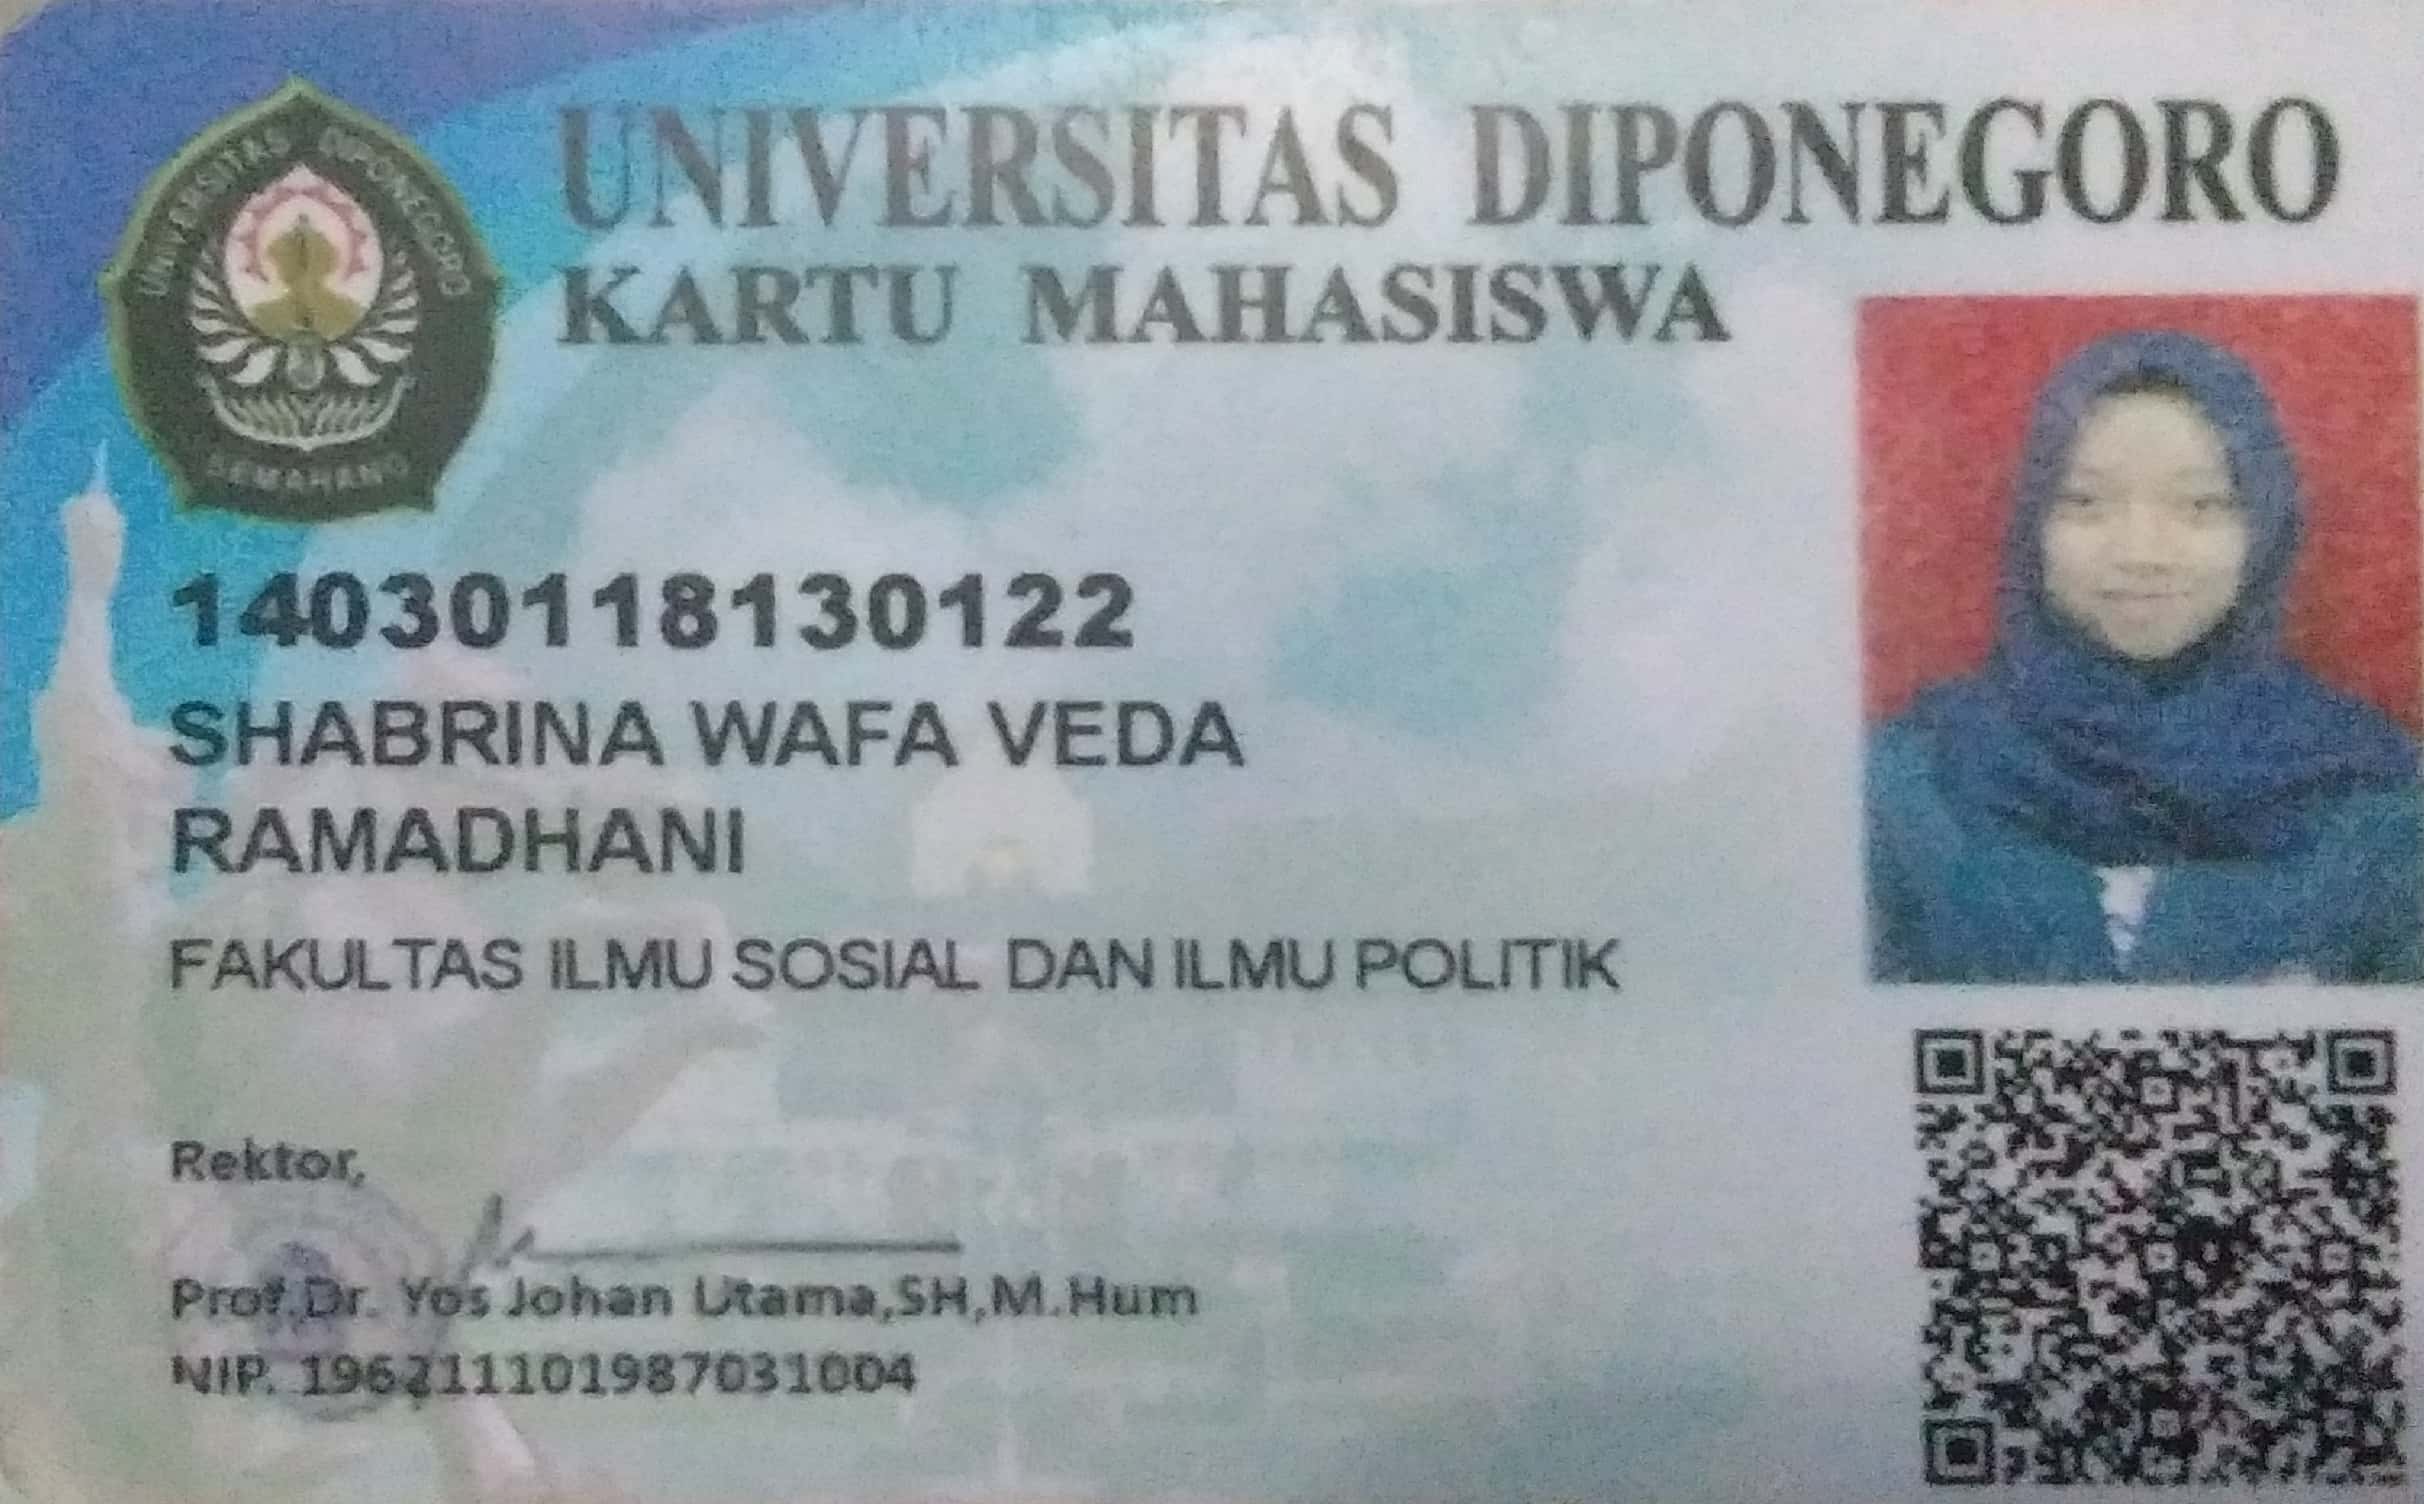 UNIVERSITAS DIPONEGORO
KARTU MAHASISWA
UNIVERSITAS DIPONEGORO
SEMARANG
14030118130122
SHABRINA WAFA VEDA
RAMADHANI
FAKULTAS ILMU SOSIAL DAN ILMU POLITIK
Rektor,
Prof.Dr. Yos Johan Utama,SH,M.Hum
NIP. 196211101987031004